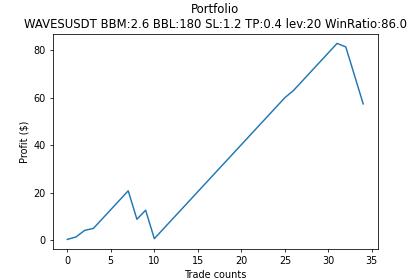 Portfolio
WAVESUSDT BBM:2.6 BBL:180 SL:1.2 TP:0.4 lev:20 WinRatio:86.0
80
60
40
20
0
Profit ($)
0 5 10 15 20 25 30 35
Trade counts